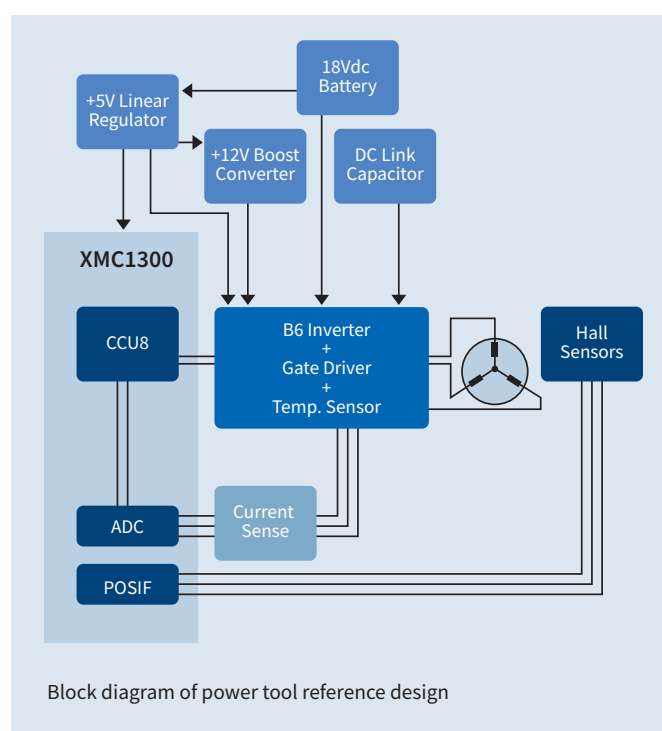 18Vdc
Battery
+5V Linear
Regulator
+12V Boost
Converter
DC Link
Capacitor
XMC1300
CCU8
B6 Inverter
+
Gate Driver
+
Temp. Sensor
Hall
Sensors
ADC
Current
Sense
POSIF
Block diagram of power tool reference design